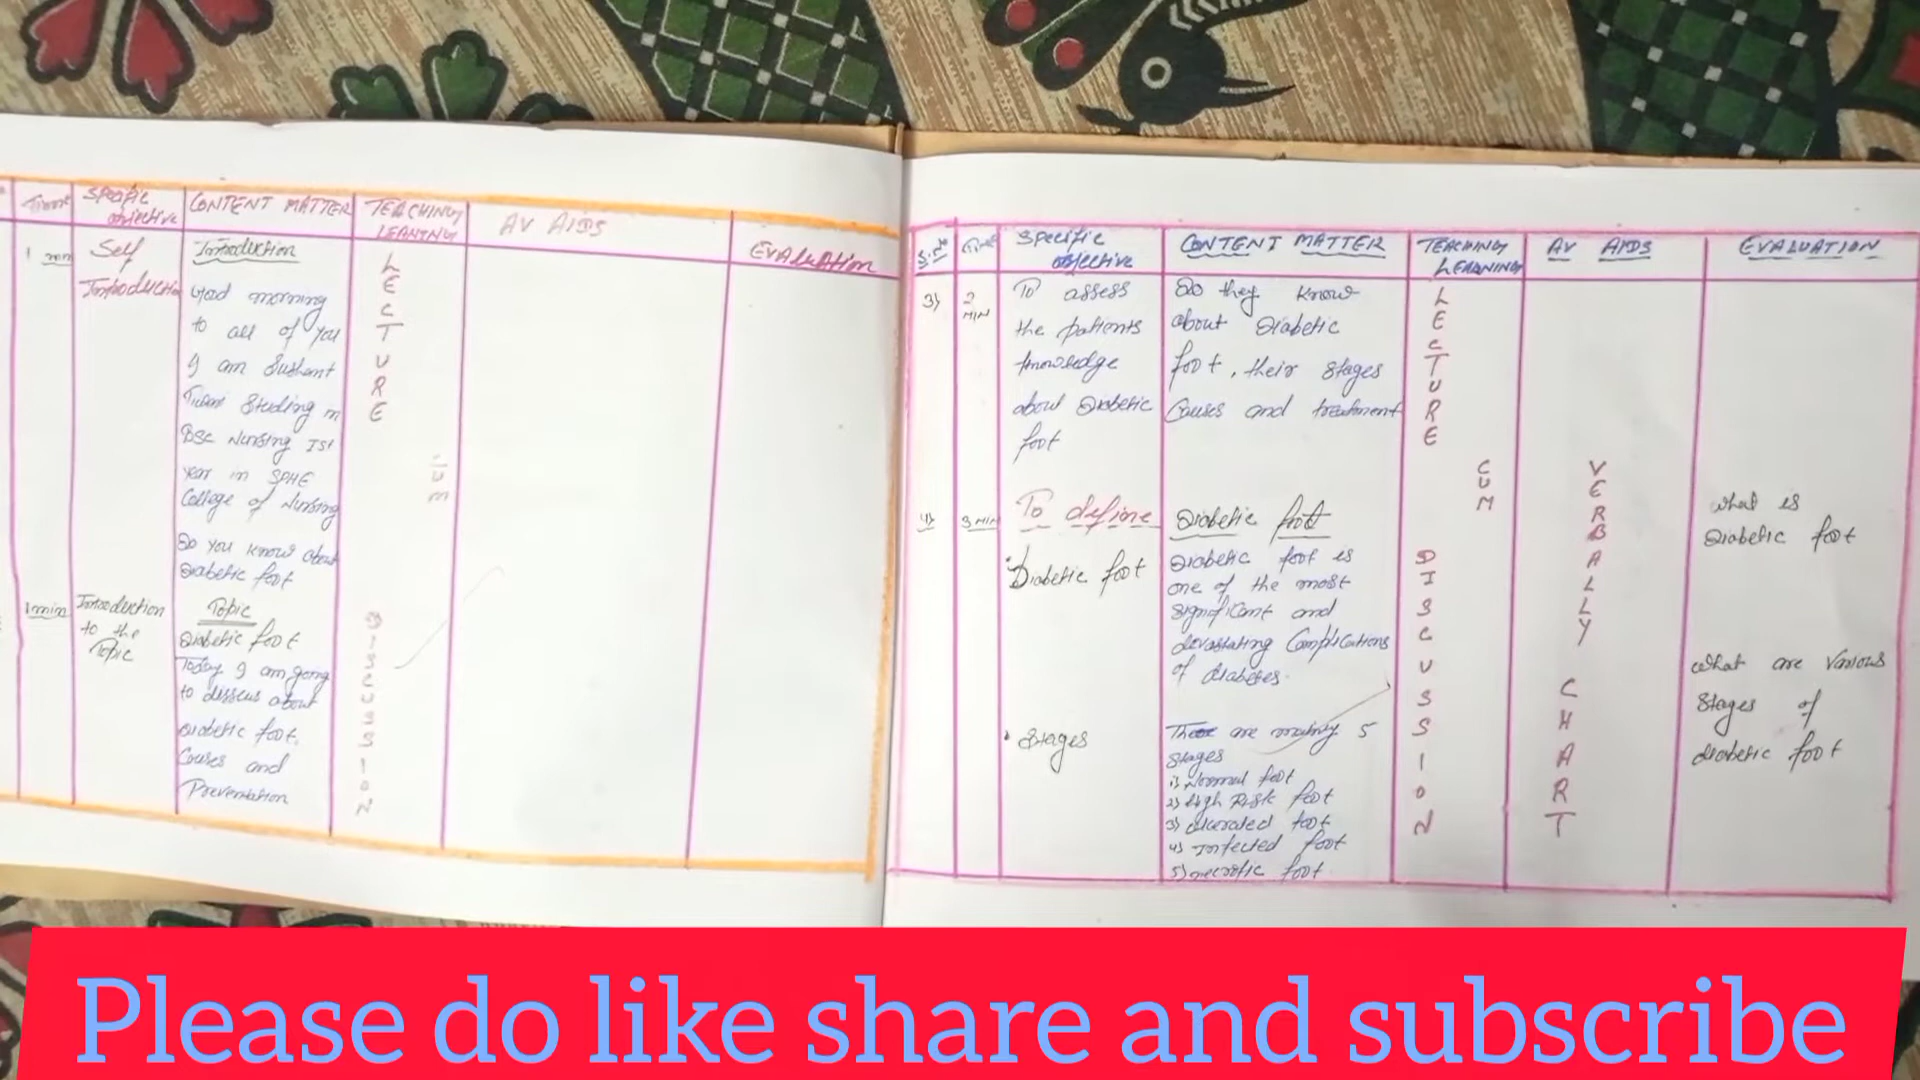 Time
Specific
objective
CONTENT MATTER
TEACHING
LEANING
AV AIDS
EVALUATION
1 min
Self
Introduction
Introduction
Good morning
to all of you
I am Sushant
Studing in
BSC Nursing Ist
year in SPHE
College of Nursing
Do you know about
Diabetic foot
1 min
Introduction
to the
Topic
Topic
Diabetic foot
Today I am going
to disscus about
Diabetic foot,
Causes and
LECTURE
CUM
DISCUSSION
S.No
Time
Specific
objective
CONTENT MATTER
TEACHING
LEARNING
AV AIDS
EVALUATION
3)
2
MIN
To assess
the patients
knowledge
about Diabetic
foot
Do they know
about Diabetic
foot, their stages
Causes and treatment
4)
3 MIN
To define
Diabetic foot
Diabetic foot
Diabetic foot is
one of the most
significant and
devastating Complications
of diabetes.
• Stages
There are mainly 5
stages
1) Normal foot
2) High Risk foot
3) ulcerated foot
4) Infected foot
5) necrotic foot.
LECTURE
CUM
DISCUSSION
VERBALLY
CHART
What is
Diabetic foot
What are Various
Stages of
diabetic foot
Please do like share and subscribe